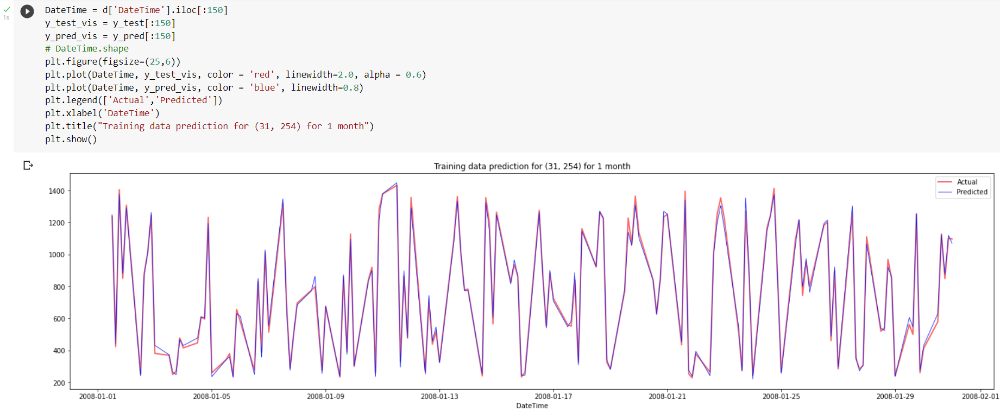 DateTime = d['DateTime'].iloc[:150]
1s
y_test_vis = y_test[:150]
y_pred_vis = y_pred[:150]
# DateTime.shape
plt.figure(figsize=(25,6))
plt.plot(DateTime, y_test_vis, color = 'red', linewidth=2.0, alpha = 0.6)
plt.plot(DateTime, y_pred_vis, color = 'blue', linewidth=0.8)
plt.legend(['Actual','Predicted'])
plt.xlabel('DateTime')
plt.title("Training data prediction for (31, 254) for 1 month")
plt.show()
Training data prediction for (31, 254) for 1 month
Actual
Predicted
1400
1200
1000
800
600
400
200
2008-01-01 2008-01-05 2008-01-09 2008-01-13 2008-01-17 2008-01-21 2008-01-25 2008-01-29 2008-02-01
DateTime